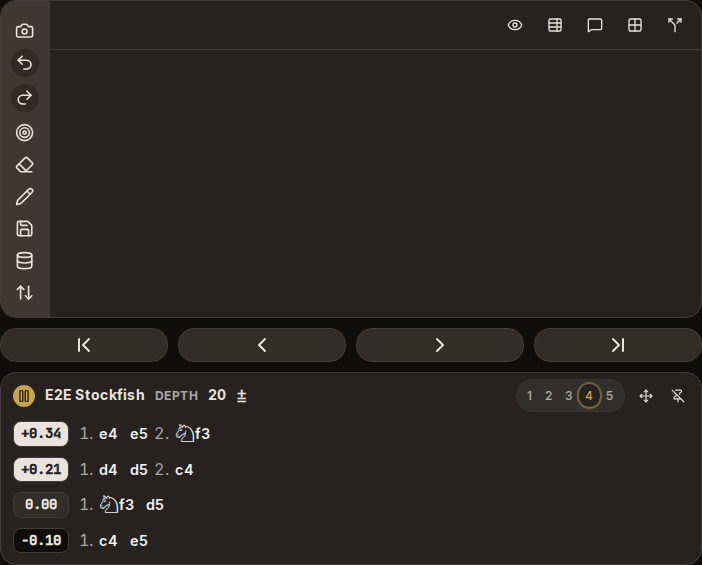 E2E Stockfish DEPTH 20 ± 1 2 3 4 5
+0.34 1. e4 e5 2. ♘f3
+0.21 1. d4 d5 2. c4
0.00 1. ♘f3 d5
-0.10 1. c4 e5